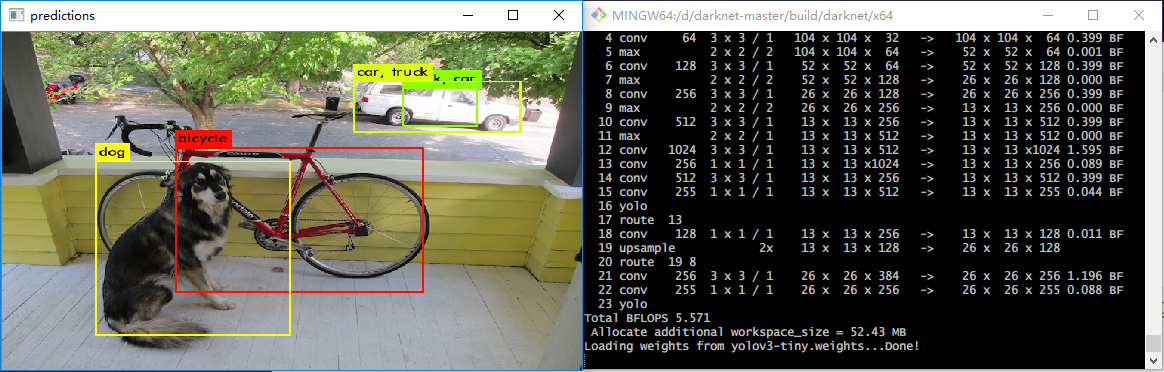 predictions
car, truck
k, car
bicycle
dog
MINGW64:/d/darknet-master/build/darknet/x64
4 conv 64 3 x 3 / 1 104 x 104 x 32 -> 104 x 104 x 64 0.399 BF
5 max 2 x 2 / 2 104 x 104 x 64 -> 52 x 52 x 64 0.001 BF
6 conv 128 3 x 3 / 1 52 x 52 x 64 -> 52 x 52 x 128 0.399 BF
7 max 2 x 2 / 2 52 x 52 x 128 -> 26 x 26 x 128 0.000 BF
8 conv 256 3 x 3 / 1 26 x 26 x 128 -> 26 x 26 x 256 0.399 BF
9 max 2 x 2 / 2 26 x 26 x 256 -> 13 x 13 x 256 0.000 BF
10 conv 512 3 x 3 / 1 13 x 13 x 256 -> 13 x 13 x 512 0.399 BF
11 max 2 x 2 / 1 13 x 13 x 512 -> 13 x 13 x 512 0.000 BF
12 conv 1024 3 x 3 / 1 13 x 13 x 512 -> 13 x 13 x1024 1.595 BF
13 conv 256 1 x 1 / 1 13 x 13 x1024 -> 13 x 13 x 256 0.089 BF
14 conv 512 3 x 3 / 1 13 x 13 x 256 -> 13 x 13 x 512 0.399 BF
15 conv 255 1 x 1 / 1 13 x 13 x 512 -> 13 x 13 x 255 0.044 BF
16 yolo
17 route 13
18 conv 128 1 x 1 / 1 13 x 13 x 256 -> 13 x 13 x 128 0.011 BF
19 upsample 2x 13 x 13 x 128 -> 26 x 26 x 128
20 route 19 8
21 conv 256 3 x 3 / 1 26 x 26 x 384 -> 26 x 26 x 256 1.196 BF
22 conv 255 1 x 1 / 1 26 x 26 x 256 -> 26 x 26 x 255 0.088 BF
23 yolo
Total BFLOPS 5.571
Allocate additional workspace_size = 52.43 MB
Loading weights from yolov3-tiny.weights...Done!